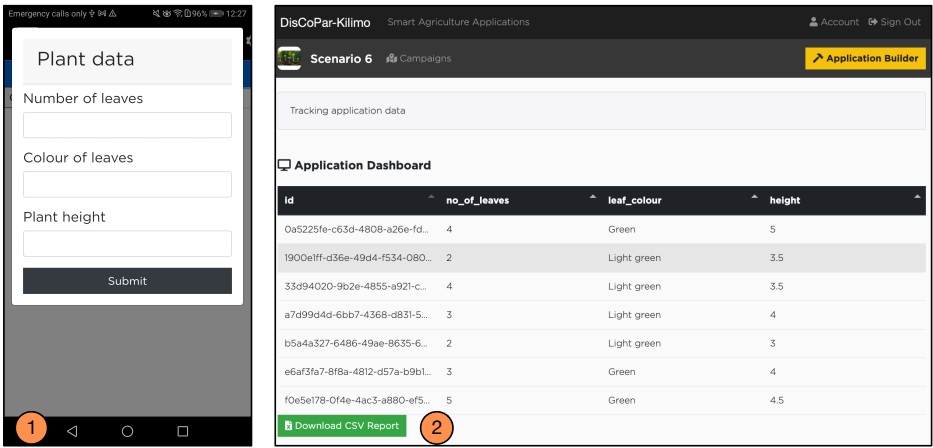 Emergency calls only 96% 12:27
Plant data
Number of leaves
Colour of leaves
Plant height
Submit
1
DisCoPar-Kilimo Smart Agriculture Applications Account Sign Out
Scenario 6 Campaigns Application Builder
Tracking application data
Application Dashboard
id no_of_leaves leaf_colour height
0a5225fe-c63d-4808-a26e-fd... 4 Green 5
1900e1ff-d36e-49d4-f534-080... 2 Light green 3.5
33d94020-9b2e-4855-a921-c... 4 Light green 3.5
a7d99d4d-6bb7-4368-d831-5... 3 Light green 4
b5a4a327-6486-49ae-8635-6... 2 Light green 3
e6af3fa7-8f8a-4812-d57a-b9b1... 3 Green 4
f0e5e178-0f4e-4ac3-a880-ef5... 5 Green 4.5
Download CSV Report
2